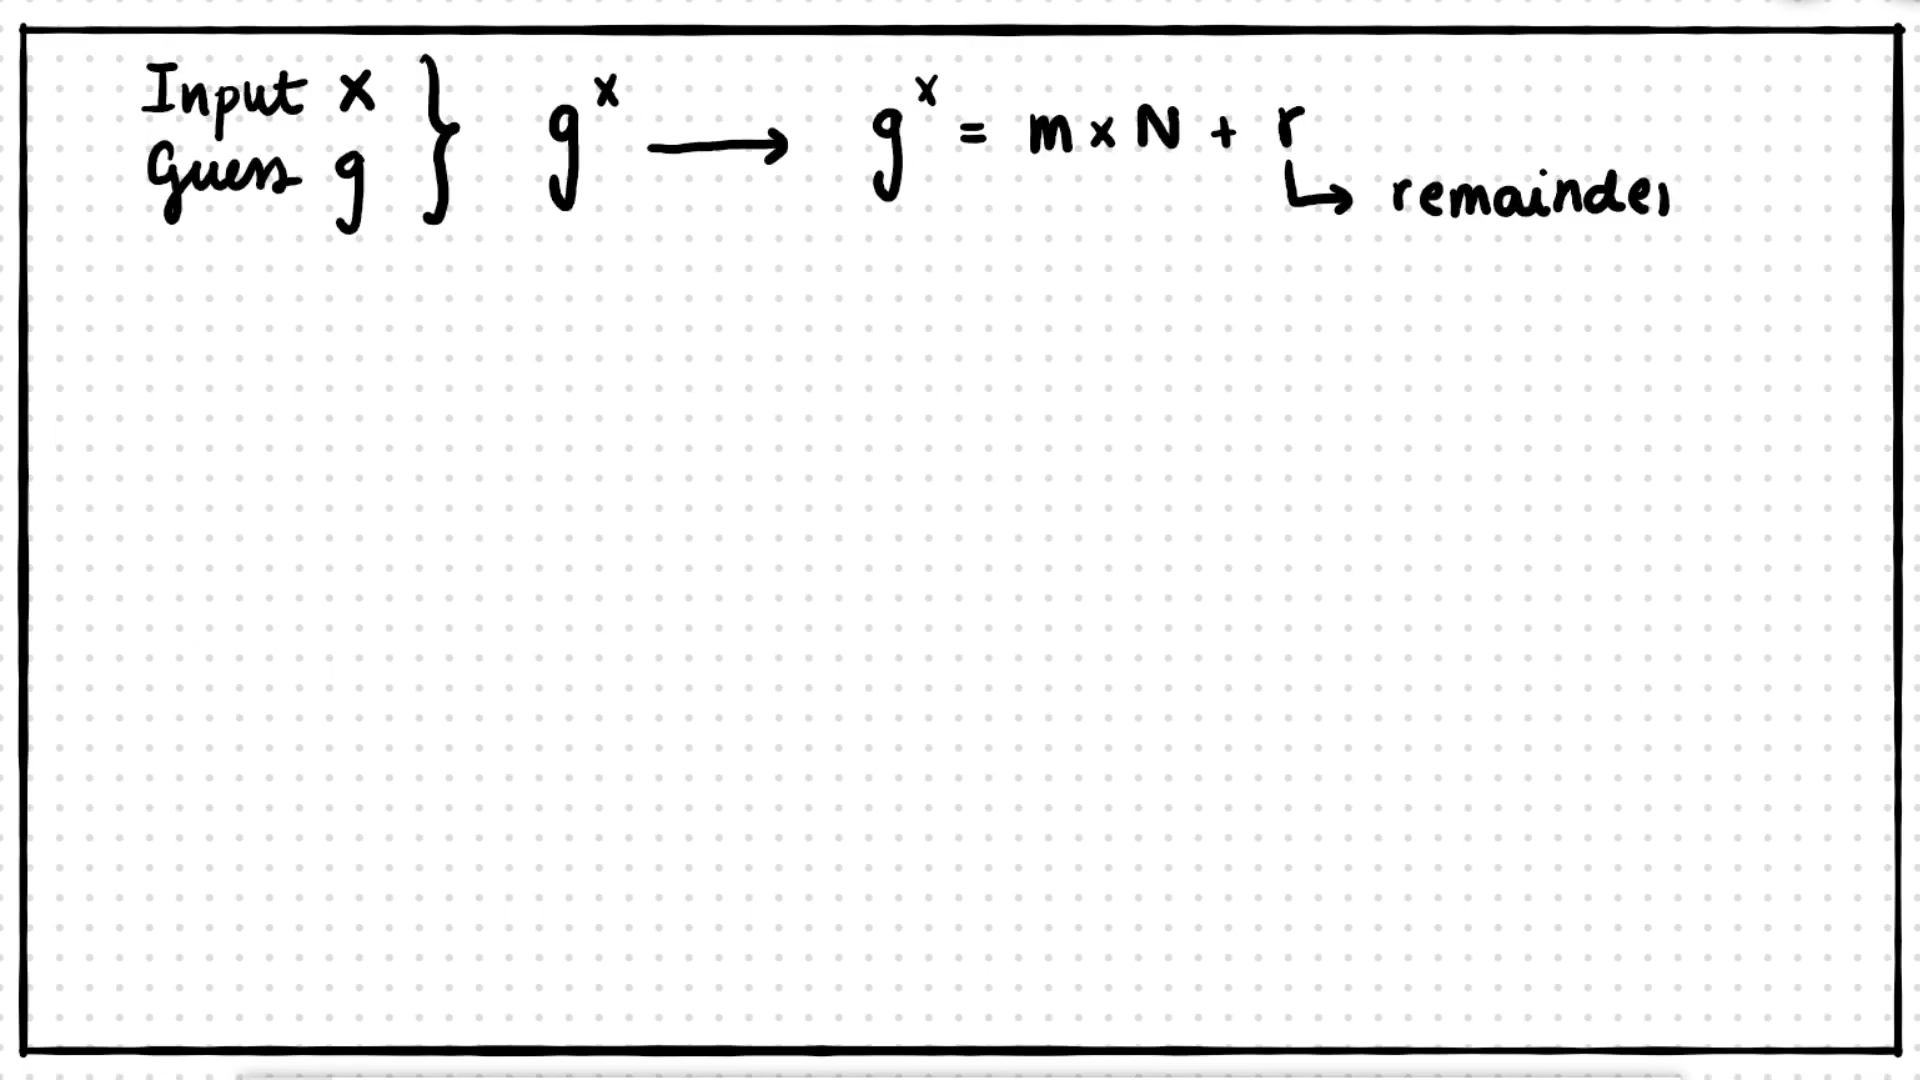 Input x } g^x → g^x = m x N + r
Guess g
↳ remainder